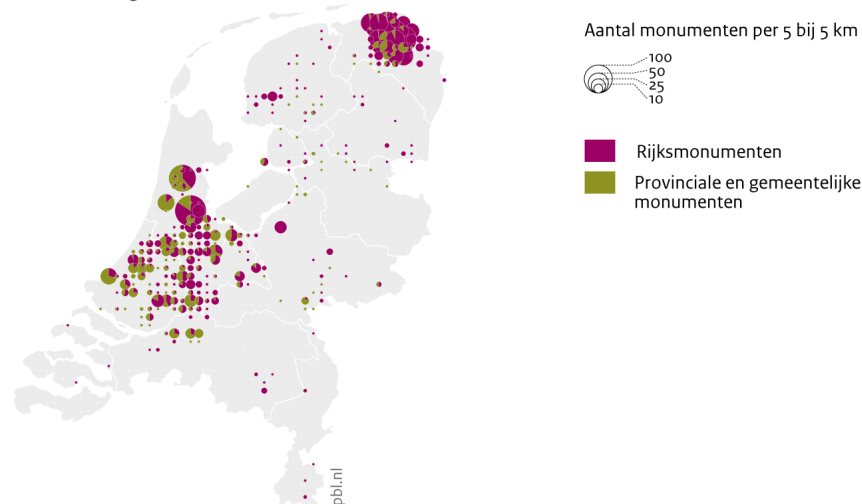 Aantal monumenten per 5 bij 5 km
100
50
25
10
Rijksmonumenten
Provinciale en gemeentelijke
monumenten
pbl.nl